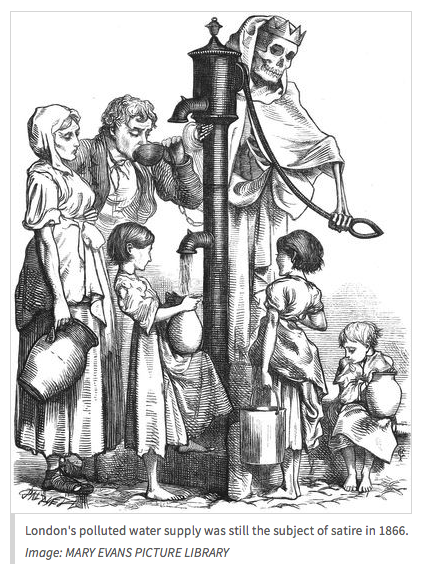 London's polluted water supply was still the subject of satire in 1866.
Image: MARY EVANS PICTURE LIBRARY